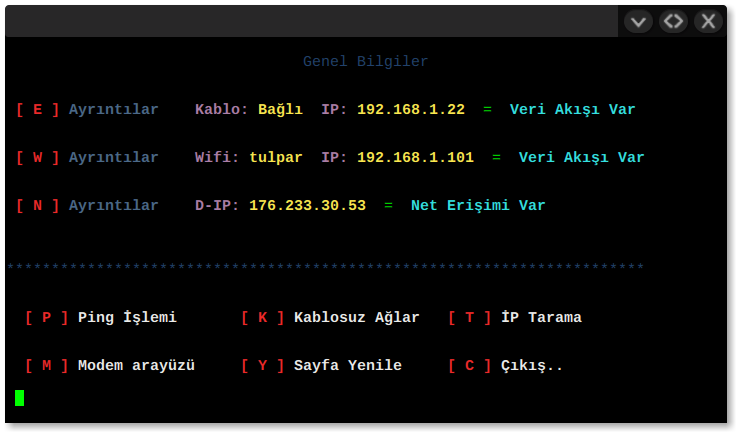 Genel Bilgiler
[ E ] Ayrıntılar Kablo: Bağlı IP: 192.168.1.22 = Veri Akışı Var
[ W ] Ayrıntılar Wifi: tulpar IP: 192.168.1.101 = Veri Akışı Var
[ N ] Ayrıntılar D-IP: 176.233.30.53 = Net Erişimi Var
***********************************************************************
[ P ] Ping İşlemi [ K ] Kablosuz Ağlar [ T ] İP Tarama
[ M ] Modem arayüzü [ Y ] Sayfa Yenile [ C ] Çıkış..